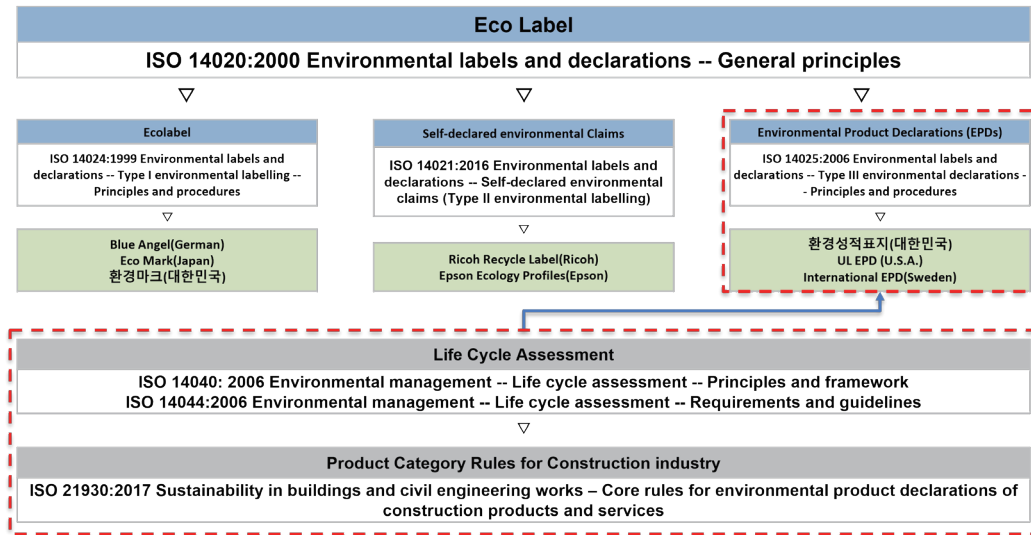 Eco Label
ISO 14020:2000 Environmental labels and declarations -- General principles
Ecolabel
ISO 14024:1999 Environmental labels and
declarations -- Type I environmental labelling --
Principles and procedures
Blue Angel(German)
Eco Mark(Japan)
환경마크(대한민국)
Self-declared environmental Claims
ISO 14021:2016 Environmental labels and
declarations -- Self-declared environmental
claims (Type II environmental labelling)
Ricoh Recycle Label(Ricoh)
Epson Ecology Profiles(Epson)
Environmental Product Declarations (EPDs)
ISO 14025:2006 Environmental labels and
declarations -- Type III environmental declarations -
- Principles and procedures
환경성적표지(대한민국)
UL EPD (U.S.A.)
International EPD(Sweden)
Life Cycle Assessment
ISO 14040: 2006 Environmental management -- Life cycle assessment -- Principles and framework
ISO 14044:2006 Environmental management -- Life cycle assessment -- Requirements and guidelines
Product Category Rules for Construction industry
ISO 21930:2017 Sustainability in buildings and civil engineering works – Core rules for environmental product declarations of
construction products and services